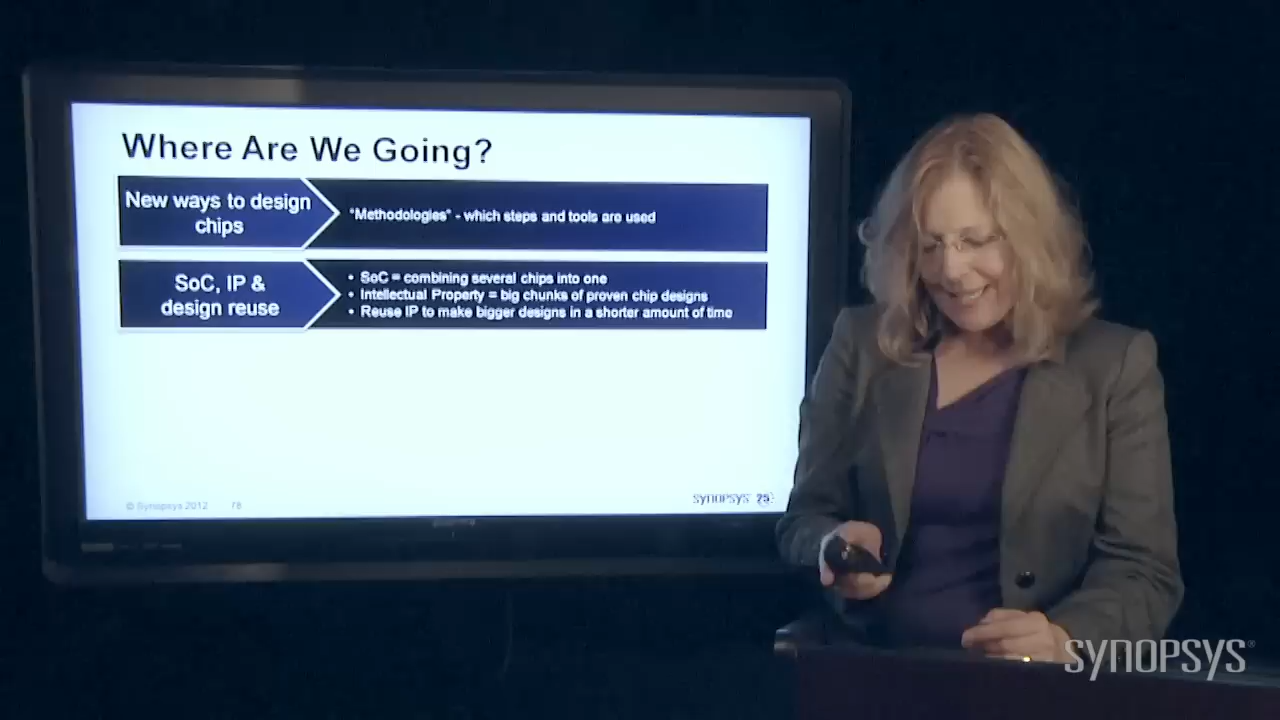 Where Are We Going?
New ways to design
chips
"Methodologies" - which steps and tools are used
SoC, IP &
design reuse
• SoC = combining several chips into one
• Intellectual Property = big chunks of proven chip designs
• Reuse IP to make bigger designs in a shorter amount of time
© Synopsys 2012 78
SYNOPSYS 25
SYNOPSYS®